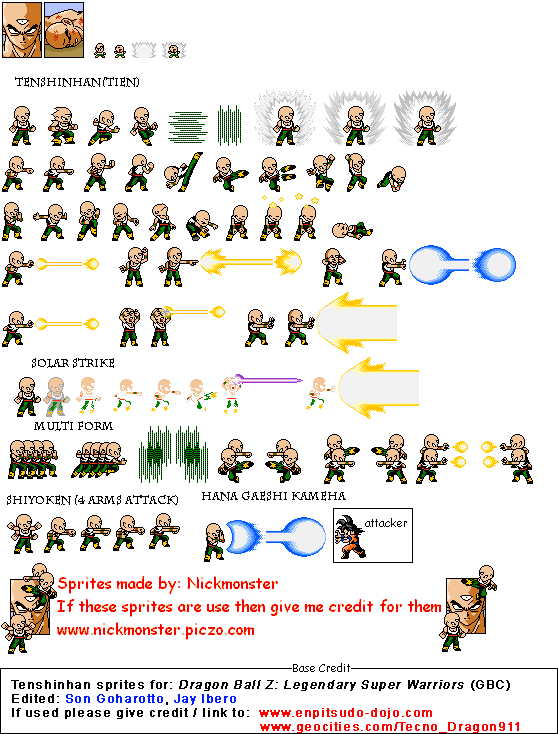 TENSHINHAN(TIEN)
SOLAR STRIKE
MULTI FORM
SHIYOKEN (4 ARMS ATTACK)
HANA GAESHI KAMEHA
attacker
Sprites made by: Nickmonster
If these sprites are use then give me credit for them
www.nickmonster.piczo.com
Base Credit
Tenshinhan sprites for: Dragon Ball Z: Legendary Super Warriors (GBC)
Edited: Son Goharotto, Jay Ibero
If used please give credit / link to: www.enpitsudo-dojo.com
www.geocities.com/Tecno_Dragon911